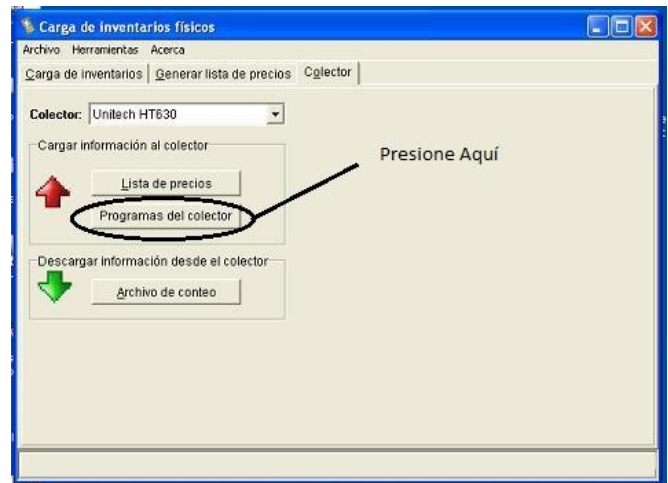 Carga de inventarios físicos
Archivo Herramientas Acerca
Carga de inventarios Generar lista de precios Colector
Colector: Unitech HT630
Cargar información al colector
Presione Aquí
Lista de precios
Programas del colector
Descargar información desde el colector
Archivo de conteo